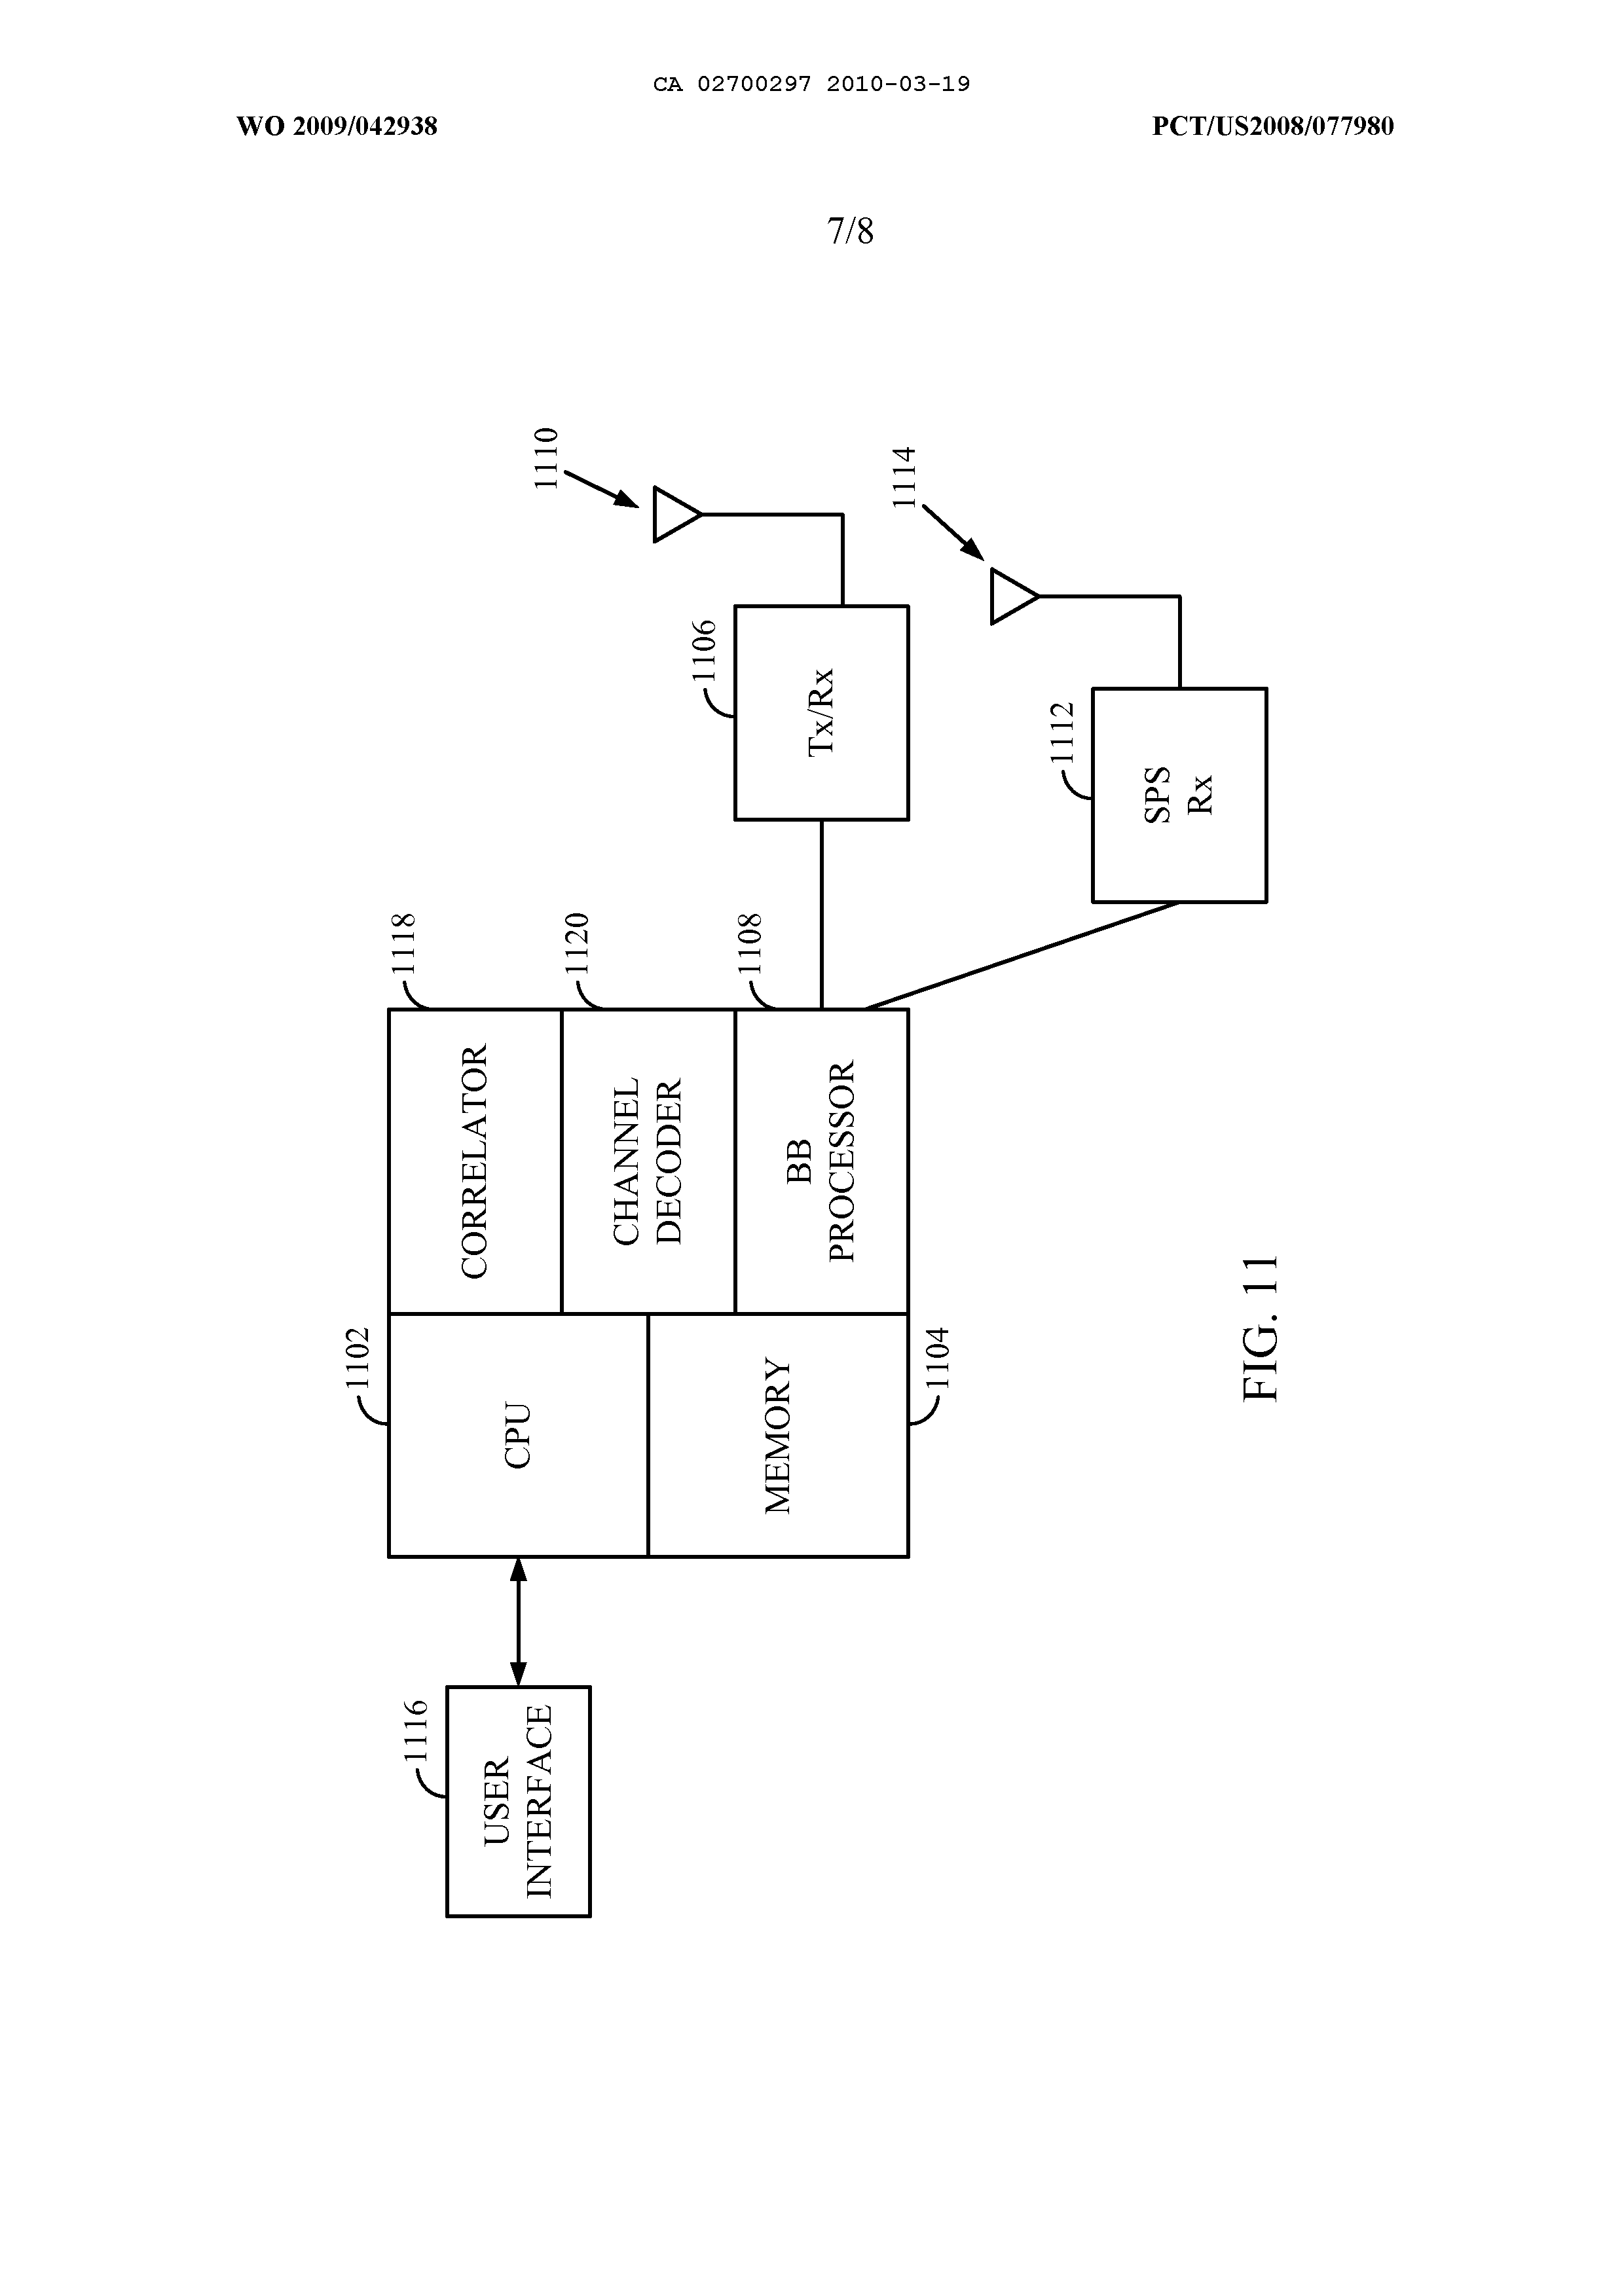 CA 02700297 2010-03-19
WO 2009/042938
PCT/US2008/077980
7/8
1110
1114
1106
Tx/Rx
1112
SPS
Rx
1118
1120
1108
CORRELATOR
CHANNEL
DECODER
BB
PROCESSOR
1102
CPU
MEMORY
1104
1116
USER
INTERFACE
FIG. 11